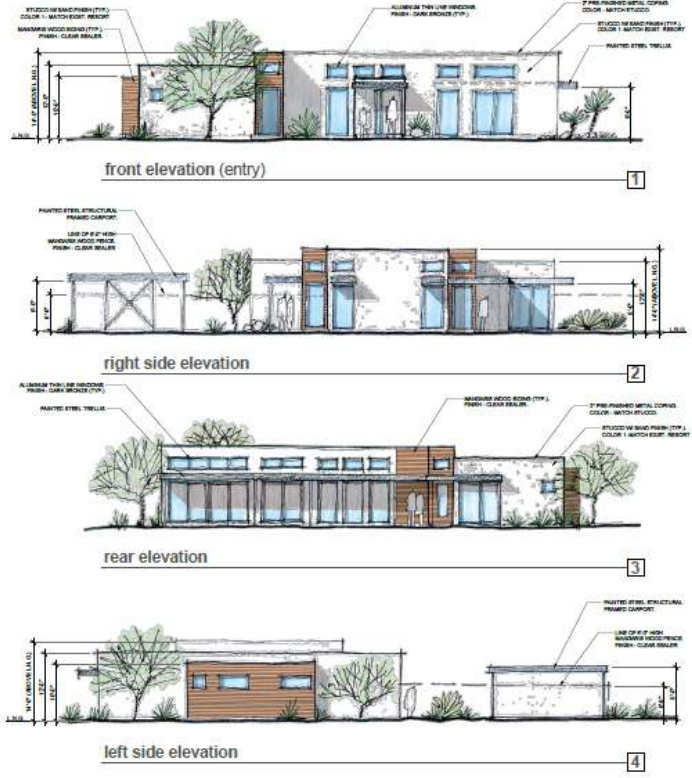 STUCCO W/ SAND FINISH (TYP.)
COLOR 1: MATCH EXIST. RESORT
MANGARIS WOOD SIDING (TYP.)
FINISH - CLEAR SEALER.
ALUMINUM THIN LINE WINDOWS
FINISH - DARK BRONZE (TYP.)
2" PRE-FINISHED METAL COPING
COLOR - MATCH STUCCO.
STUCCO W/ SAND FINISH (TYP.)
COLOR 1: MATCH EXIST. RESORT
PAINTED STEEL TRELLIS
L.N.G.
front elevation (entry)
1
PAINTED STEEL STRUCTURAL
FRAMED CARPORT.
LINE OF 6'-0" HIGH
MANGARIS WOOD FENCE.
FINISH - CLEAR SEALER
L.N.G.
right side elevation
2
ALUMINUM THIN LINE WINDOWS
FINISH - DARK BRONZE (TYP.)
PAINTED STEEL TRELLIS
MANGARIS WOOD SIDING (TYP.)
FINISH - CLEAR SEALER.
2" PRE-FINISHED METAL COPING
COLOR - MATCH STUCCO.
STUCCO W/ SAND FINISH (TYP.)
COLOR 1: MATCH EXIST. RESORT
rear elevation
3
PAINTED STEEL STRUCTURAL
FRAMED CARPORT.
LINE OF 6'-0" HIGH
MANGARIS WOOD FENCE
FINISH - CLEAR SEALER
L.N.G.
left side elevation
4